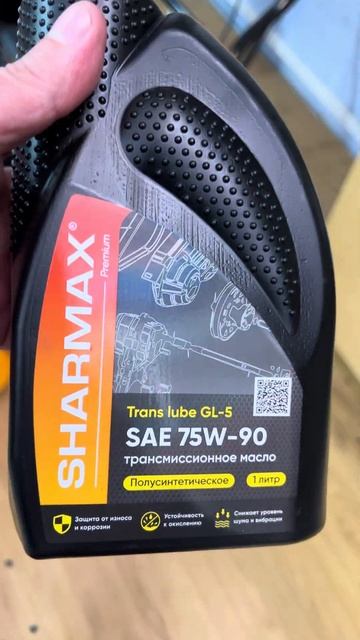 SHARMAX®
Premium
Trans lube GL-5
SAE 75W-90
трансмиссионное масло
Полусинтетическое
1 литр
Защита от износа
и коррозии
Устойчивость
к окислению
Снижает уровень
шума и вибрации